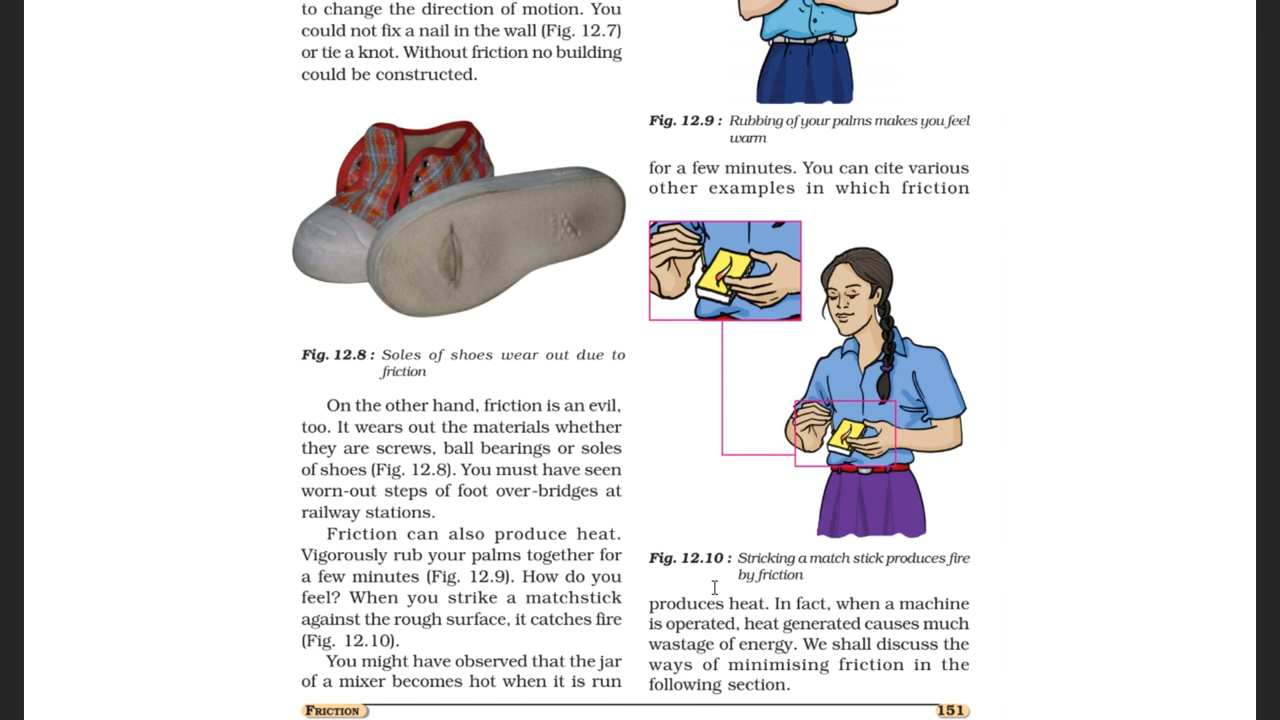 to change the direction of motion. You
could not fix a nail in the wall (Fig. 12.7)
or tie a knot. Without friction no building
could be constructed.
Fig. 12.8 : Soles of shoes wear out due to
friction
On the other hand, friction is an evil,
too. It wears out the materials whether
they are screws, ball bearings or soles
of shoes (Fig. 12.8). You must have seen
worn-out steps of foot over-bridges at
railway stations.
Friction can also produce heat.
Vigorously rub your palms together for
a few minutes (Fig. 12.9). How do you
feel? When you strike a matchstick
against the rough surface, it catches fire
(Fig. 12.10).
You might have observed that the jar
of a mixer becomes hot when it is run
Fig. 12.9 : Rubbing of your palms makes you feel
warm
for a few minutes. You can cite various
other examples in which friction
Fig. 12.10 : Stricking a match stick produces fire
by friction
produces heat. In fact, when a machine
is operated, heat generated causes much
wastage of energy. We shall discuss the
ways of minimising friction in the
following section.
FRICTION
151